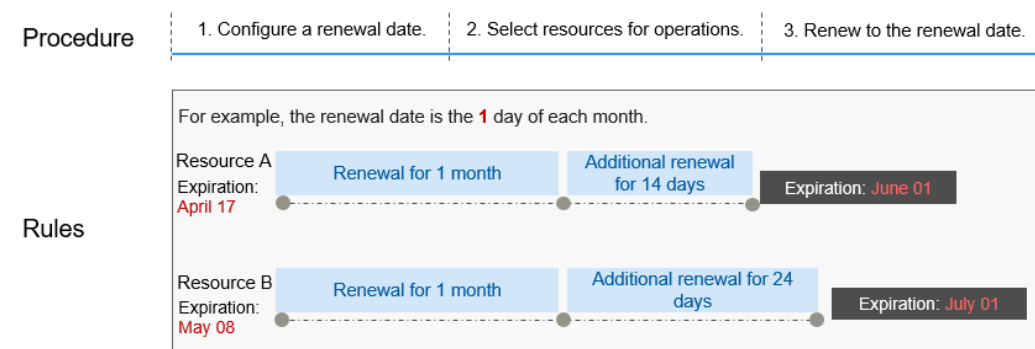 Procedure
1. Configure a renewal date.
2. Select resources for operations.
3. Renew to the renewal date.
Rules
For example, the renewal date is the 1 day of each month.
Resource A
Expiration:
April 17
Renewal for 1 month
Additional renewal
for 14 days
Expiration: June 01
Resource B
Expiration:
May 08
Renewal for 1 month
Additional renewal for 24
days
Expiration: July 01